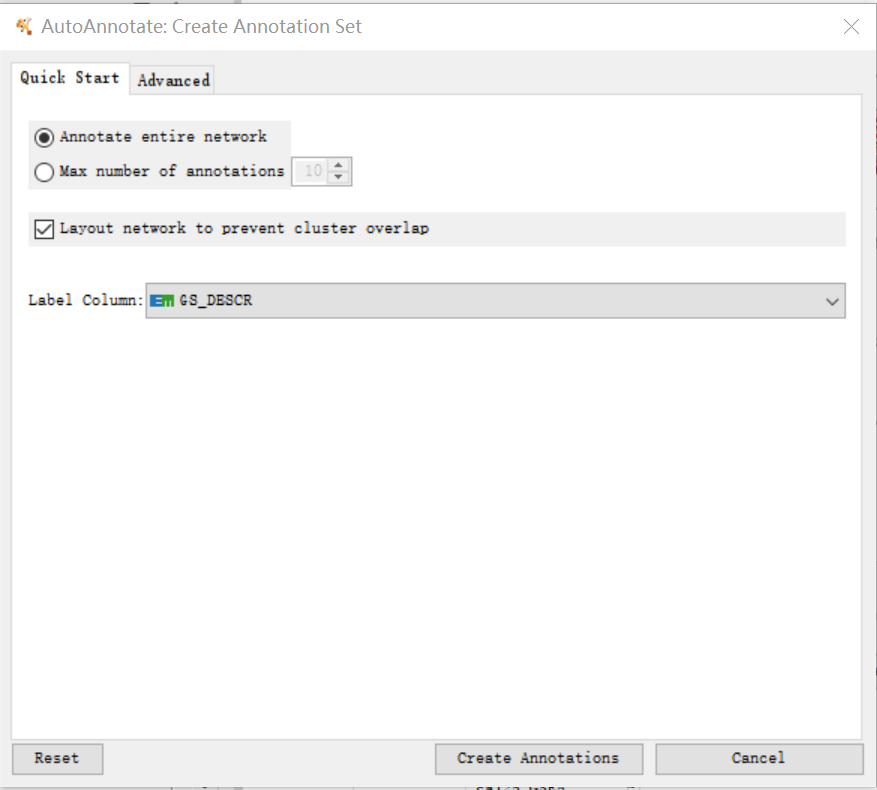 AutoAnnotate: Create Annotation Set
Quick Start Advanced
Annotate entire network
Max number of annotations 10
Layout network to prevent cluster overlap
Label Column: Em GS_DESCR
Reset Create Annotations Cancel